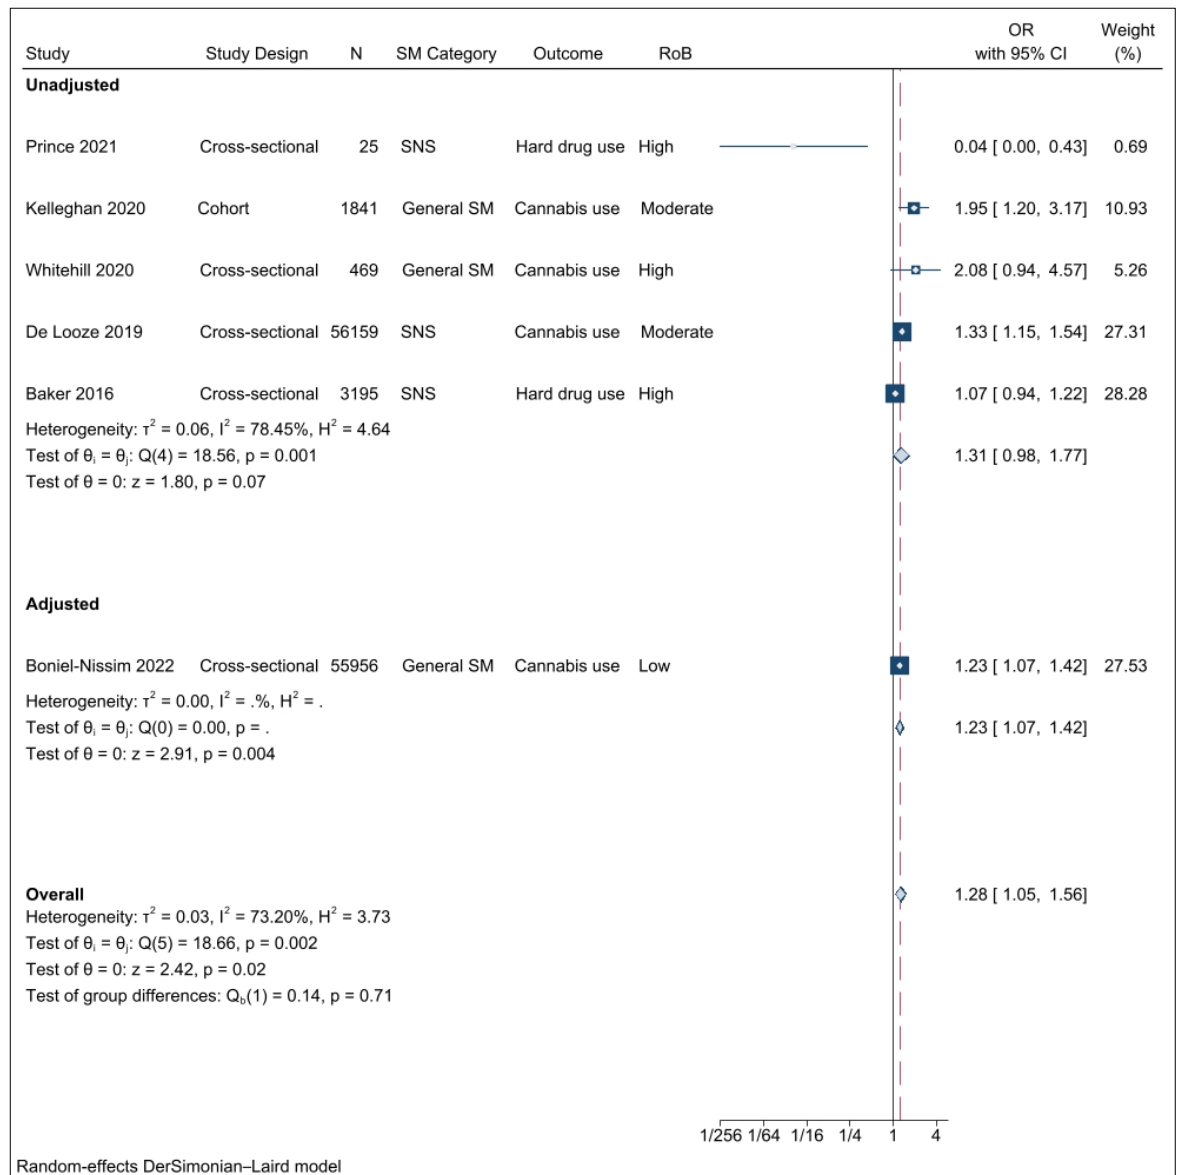 OR Weight
Study Study Design N SM Category Outcome RoB with 95% CI (%)
Unadjusted
Prince 2021 Cross-sectional 25 SNS Hard drug use High 0.04 [ 0.00, 0.43] 0.69
Kelleghan 2020 Cohort 1841 General SM Cannabis use Moderate 1.95 [ 1.20, 3.17] 10.93
Whitehill 2020 Cross-sectional 469 General SM Cannabis use High 2.08 [ 0.94, 4.57] 5.26
De Looze 2019 Cross-sectional 56159 SNS Cannabis use Moderate 1.33 [ 1.15, 1.54] 27.31
Baker 2016 Cross-sectional 3195 SNS Hard drug use High 1.07 [ 0.94, 1.22] 28.28
Heterogeneity: τ² = 0.06, I² = 78.45%, H² = 4.64
Test of θᵢ = θⱼ: Q(4) = 18.56, p = 0.001 1.31 [ 0.98, 1.77]
Test of θ = 0: z = 1.80, p = 0.07
Adjusted
Boniel-Nissim 2022 Cross-sectional 55956 General SM Cannabis use Low 1.23 [ 1.07, 1.42] 27.53
Heterogeneity: τ² = 0.00, I² = .%, H² = .
Test of θᵢ = θⱼ: Q(0) = 0.00, p = . 1.23 [ 1.07, 1.42]
Test of θ = 0: z = 2.91, p = 0.004
Overall 1.28 [ 1.05, 1.56]
Heterogeneity: τ² = 0.03, I² = 73.20%, H² = 3.73
Test of θᵢ = θⱼ: Q(5) = 18.66, p = 0.002
Test of θ = 0: z = 2.42, p = 0.02
Test of group differences: Q_b(1) = 0.14, p = 0.71
1/256 1/64 1/16 1/4 1 4
Random-effects DerSimonian–Laird model